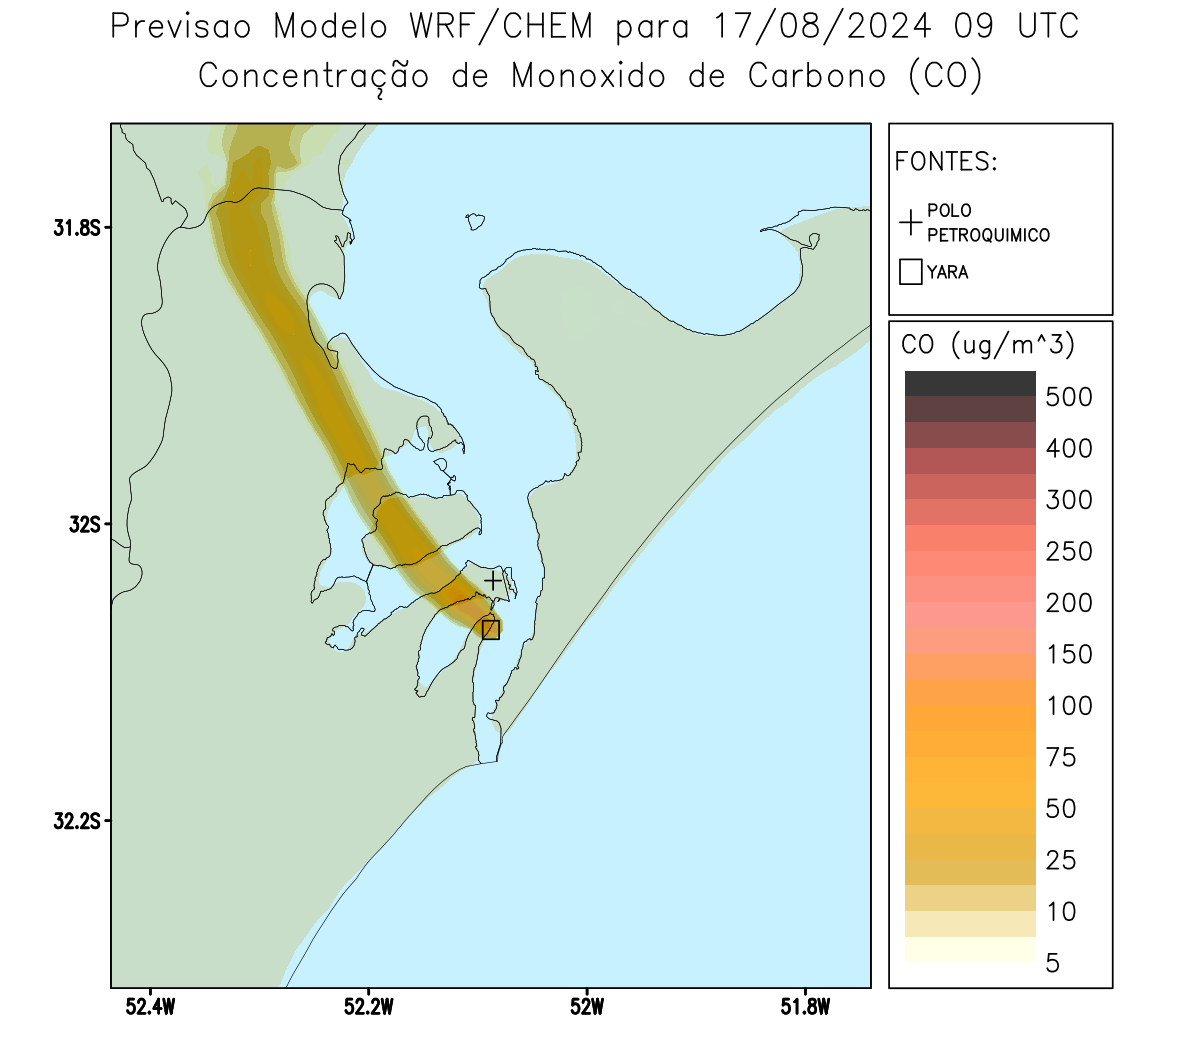 Previsao Modelo WRF/CHEM para 17/08/2024 09 UTC
Concentração de Monoxido de Carbono (CO)
FONTES:
POLO
PETROQUIMICO
YARA
CO (ug/m^3)
500
400
300
250
200
150
100
75
50
25
10
5
31.8S
32S
32.2S
52.4W
52.2W
52W
51.8W